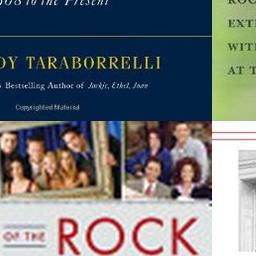 to the Present
DY TARABORRELLI
Bestselling Author of Jackie, Ethel, Joan
Copyrighted Material
EXT
WITH
AT T
OF THE ROCK